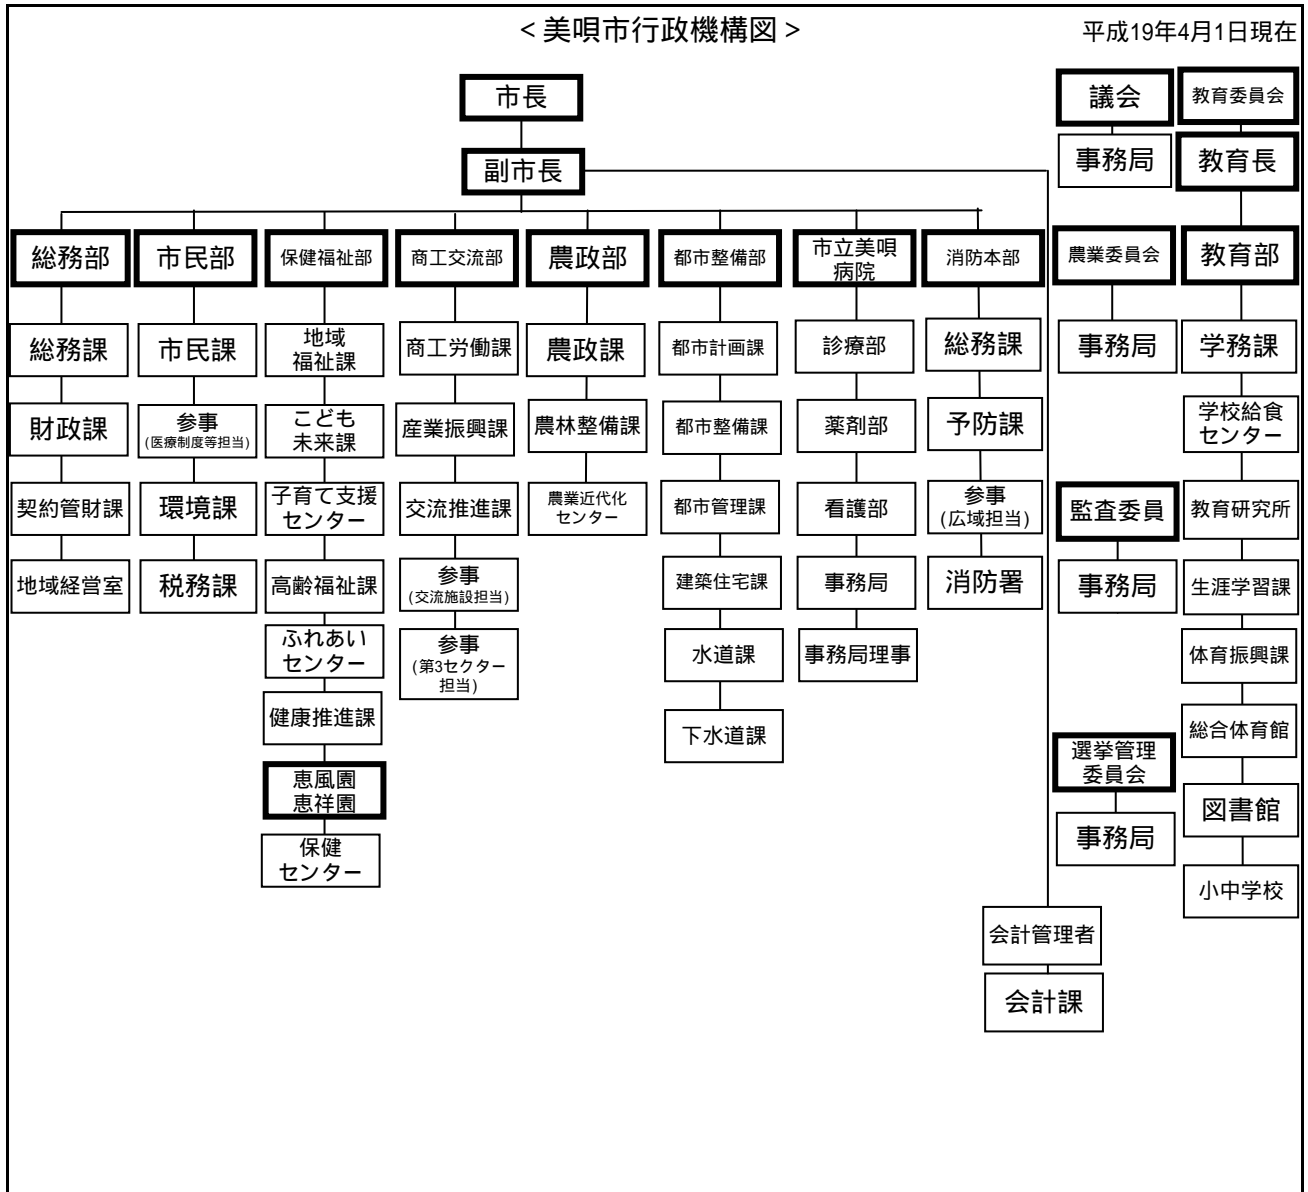 ＜美唄市行政機構図＞
平成19年4月1日現在
市長
副市長
総務部
総務課
財政課
契約管財課
地域経営室
市民部
市民課
参事
(医療制度等担当)
環境課
税務課
保健福祉部
地域
福祉課
こども
未来課
子育て支援
センター
高齢福祉課
ふれあい
センター
健康推進課
恵風園
恵祥園
保健
センター
商工交流部
商工労働課
産業振興課
交流推進課
参事
(交流施設担当)
参事
(第3セクター
担当)
農政部
農政課
農林整備課
農業近代化
センター
都市整備部
都市計画課
都市整備課
都市管理課
建築住宅課
水道課
下水道課
市立美唄
病院
診療部
薬剤部
看護部
事務局
事務局理事
消防本部
総務課
予防課
参事
(広域担当)
消防署
会計管理者
会計課
議会
事務局
農業委員会
事務局
監査委員
事務局
選挙管理
委員会
事務局
教育委員会
教育長
教育部
学務課
学校給食
センター
教育研究所
生涯学習課
体育振興課
総合体育館
図書館
小中学校